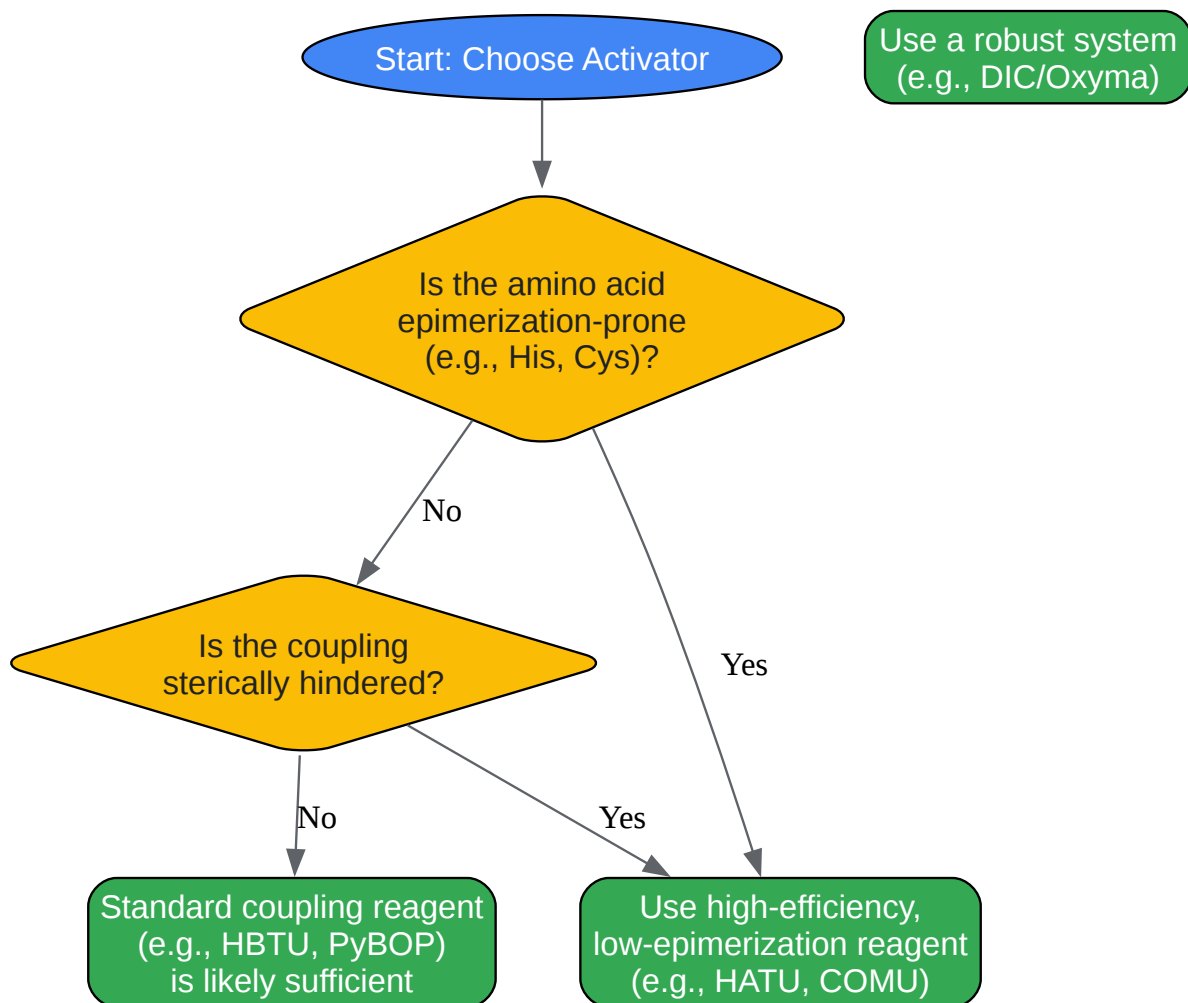 Start: Choose Activator
Use a robust system
(e.g., DIC/Oxyma)
Is the amino acid
epimerization-prone
(e.g., His, Cys)?
No
Yes
Is the coupling
sterically hindered?
No
Yes
Standard coupling reagent
(e.g., HBTU, PyBOP)
is likely sufficient
Use high-efficiency,
low-epimerization reagent
(e.g., HATU, COMU)